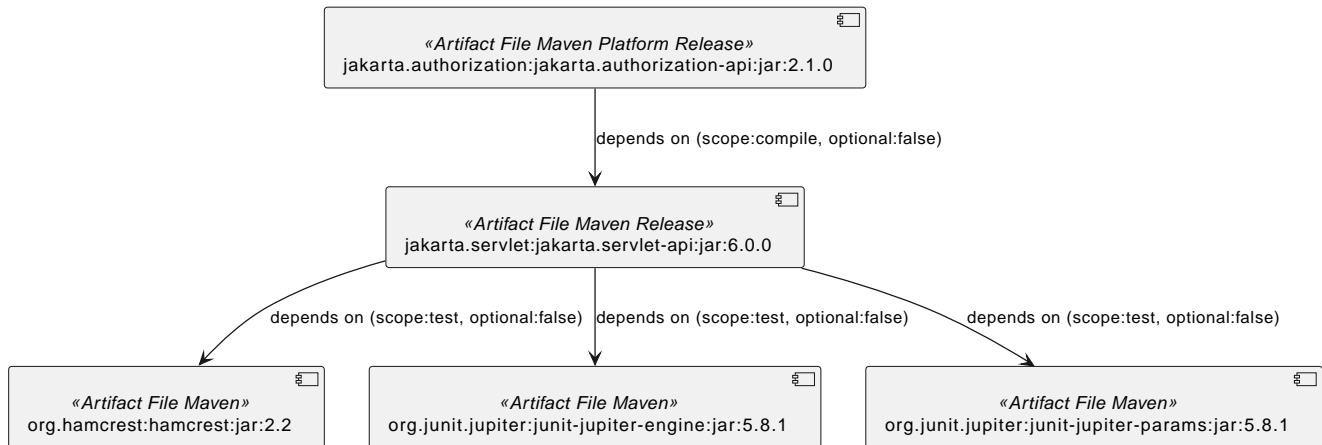 «Artifact File Maven Platform Release»
jakarta.authorization:jakarta.authorization-api:jar:2.1.0
depends on (scope:compile, optional:false)
«Artifact File Maven Release»
jakarta.servlet:jakarta.servlet-api:jar:6.0.0
depends on (scope:test, optional:false)
depends on (scope:test, optional:false)
depends on (scope:test, optional:false)
«Artifact File Maven»
org.hamcrest:hamcrest:jar:2.2
«Artifact File Maven»
org.junit.jupiter:junit-jupiter-engine:jar:5.8.1
«Artifact File Maven»
org.junit.jupiter:junit-jupiter-params:jar:5.8.1